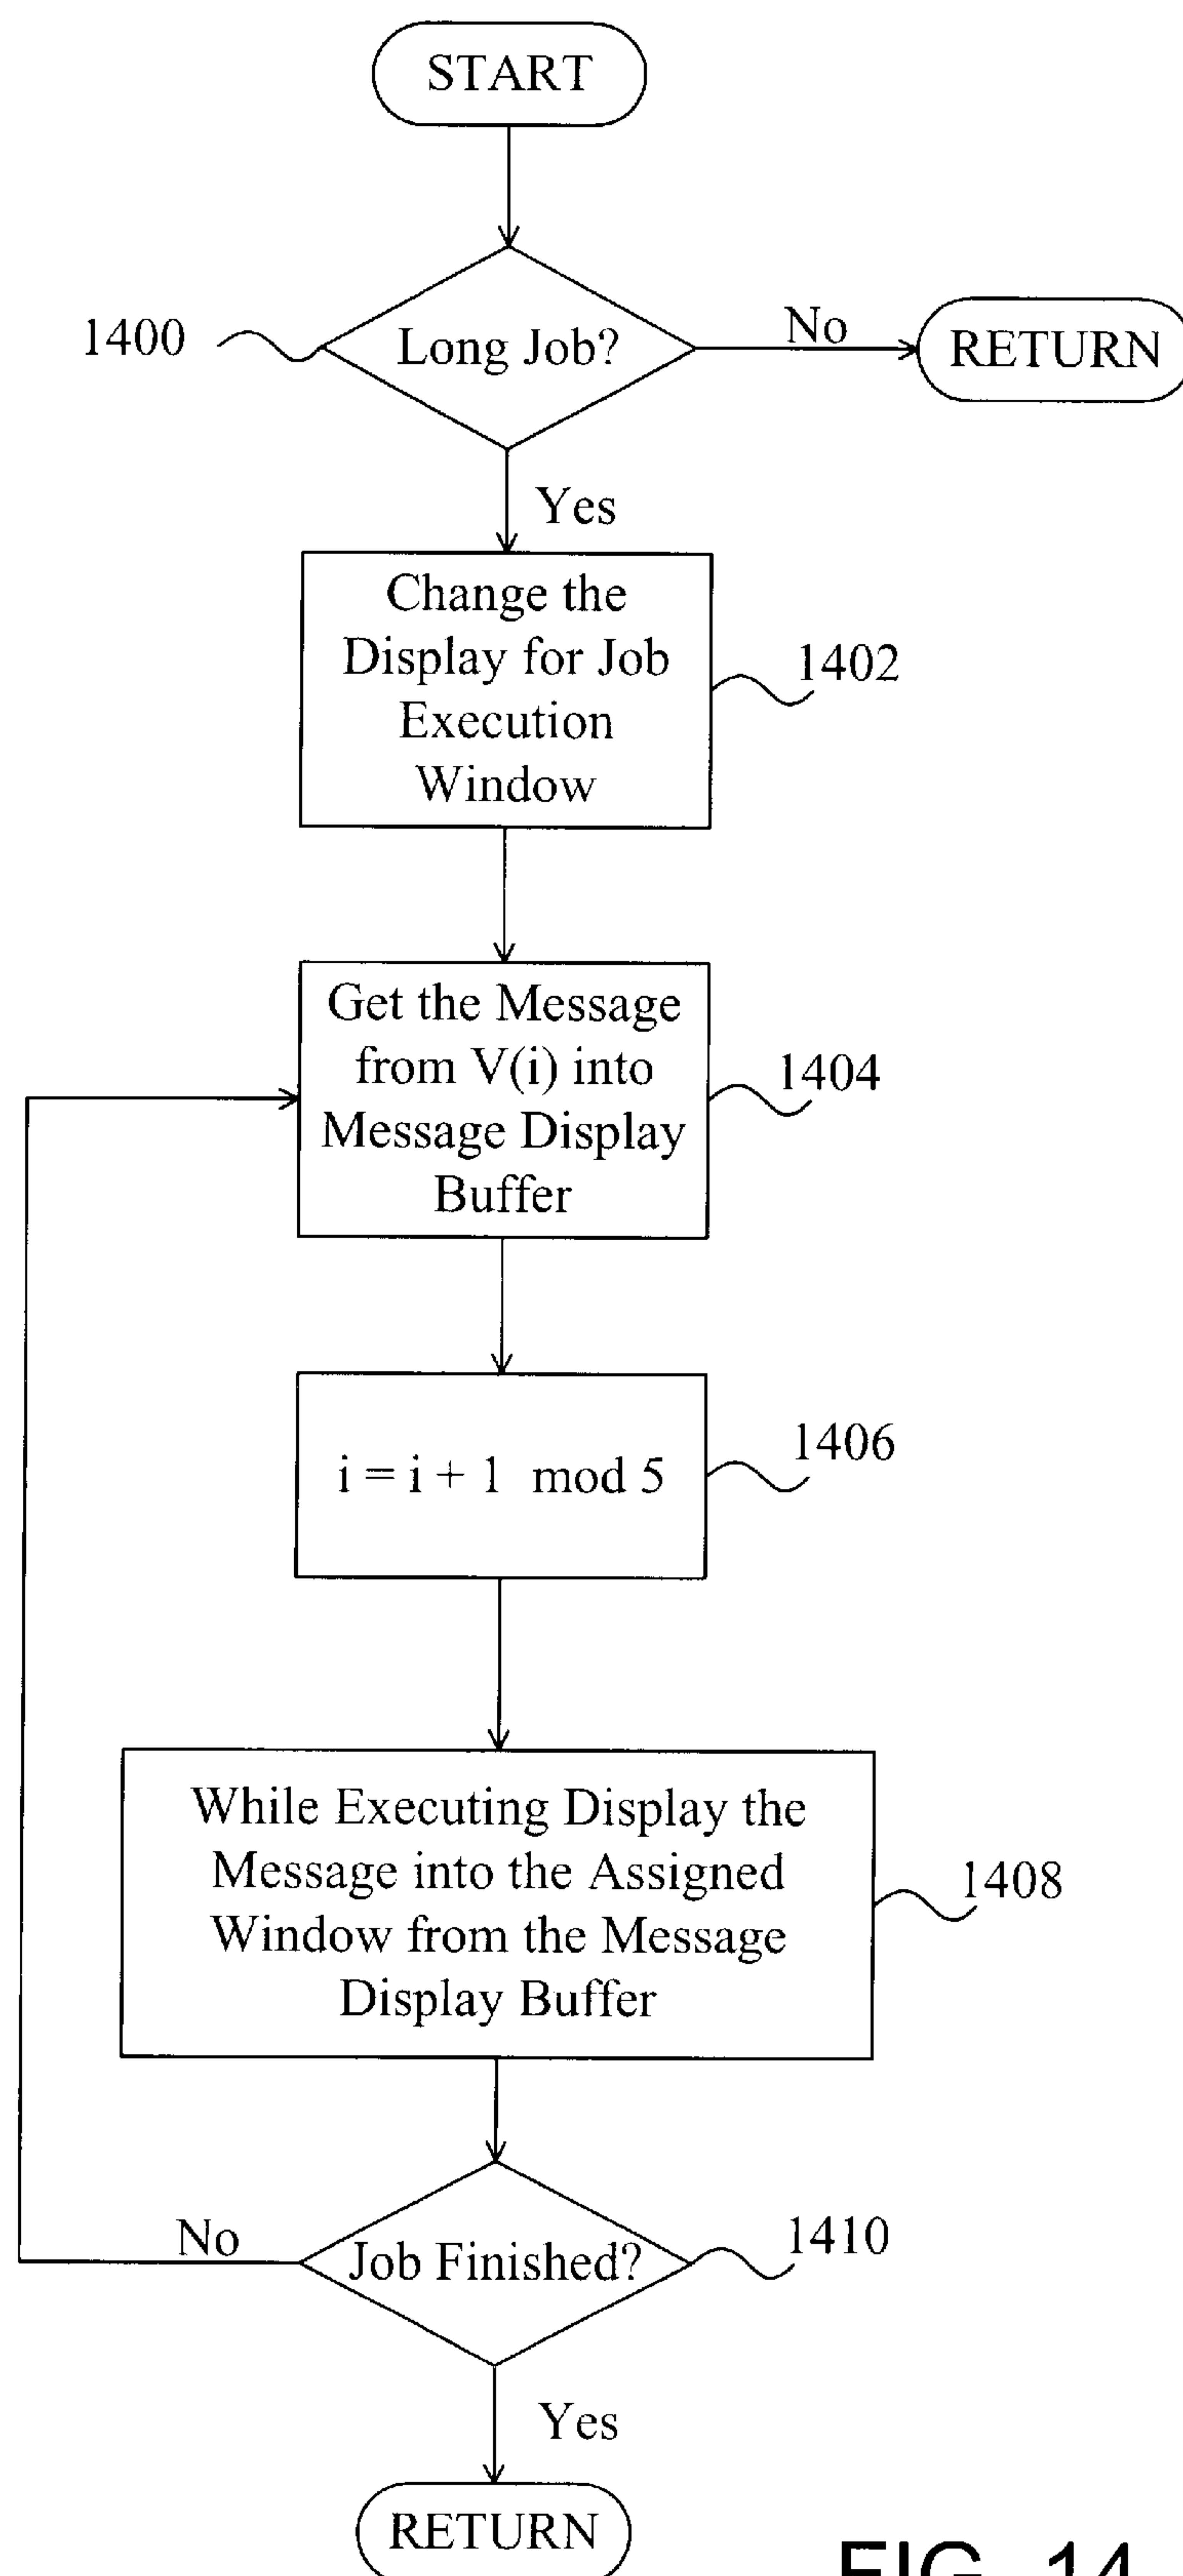 START
1400
Long Job?
No
RETURN
Yes
Change the
Display for Job
Execution
Window
1402
Get the Message
from V(i) into
Message Display
Buffer
1404
i = i + 1 mod 5
1406
While Executing Display the
Message into the Assigned
Window from the Message
Display Buffer
1408
Job Finished?
1410
No
Yes
RETURN
FIG. 14